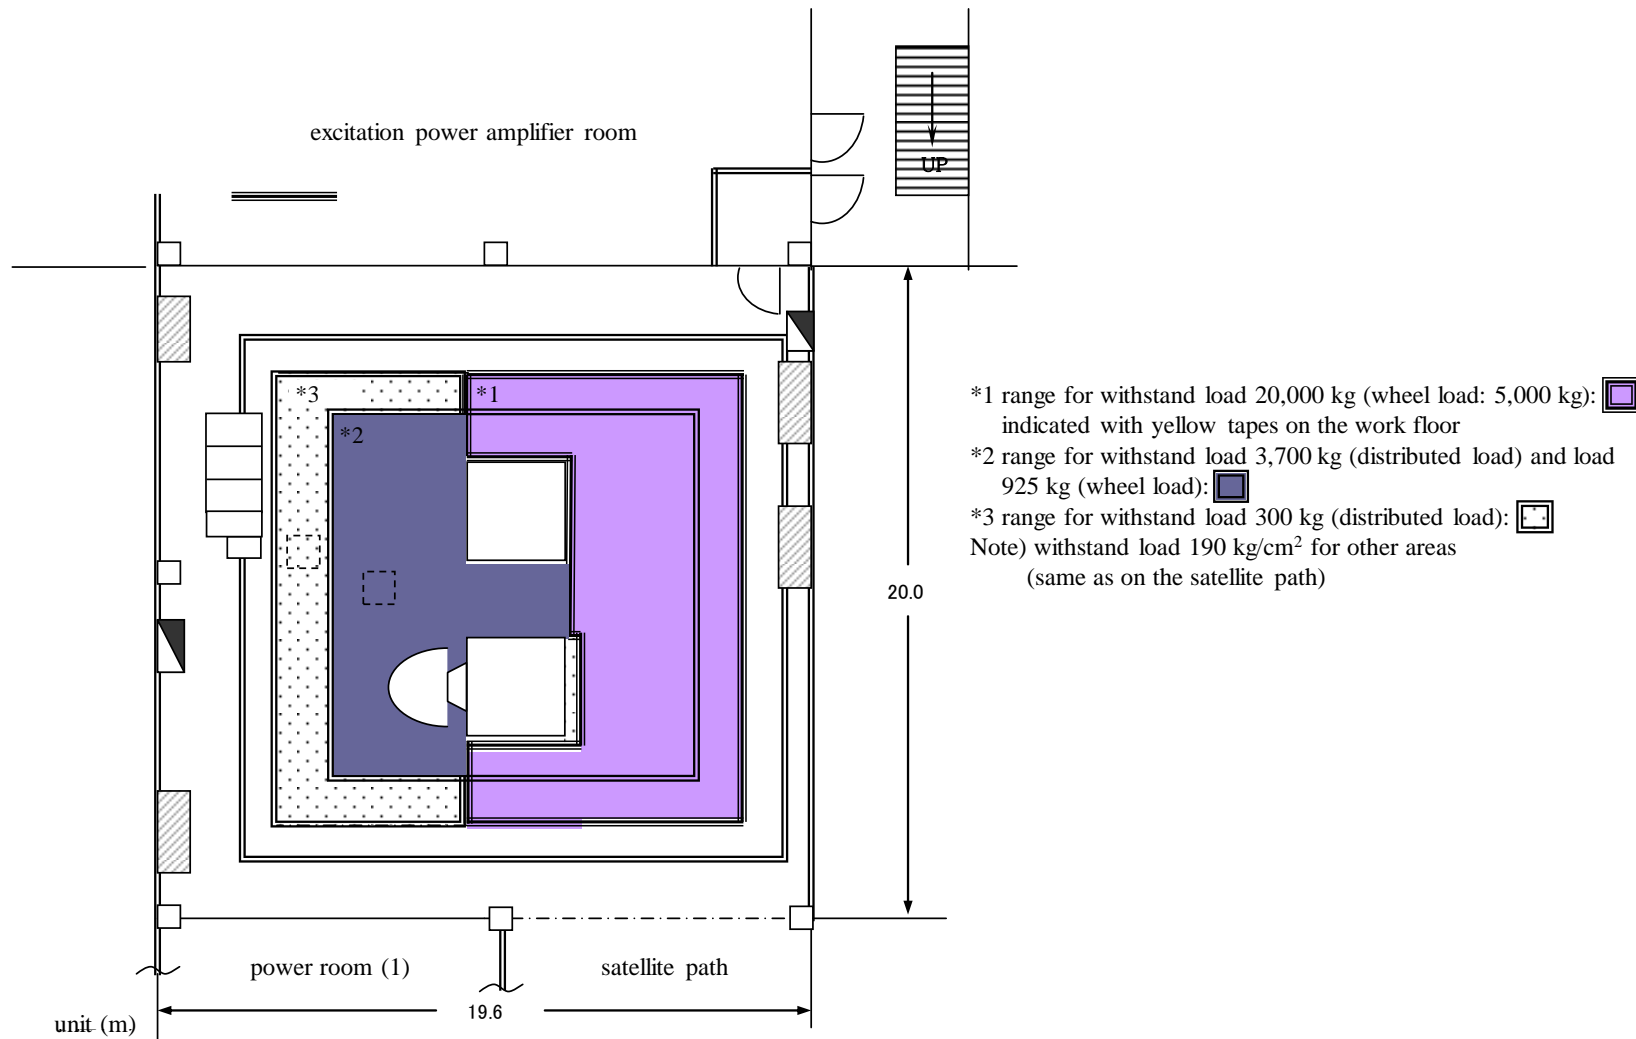 UP
excitation power amplifier room
*3
*1
*2
*1 range for withstand load 20,000 kg (wheel load: 5,000 kg):
indicated with yellow tapes on the work floor
*2 range for withstand load 3,700 kg (distributed load) and load
925 kg (wheel load):
*3 range for withstand load 300 kg (distributed load):
Note) withstand load 190 kg/cm² for other areas
(same as on the satellite path)
20.0
power room (1)
satellite path
19.6
unit (m)